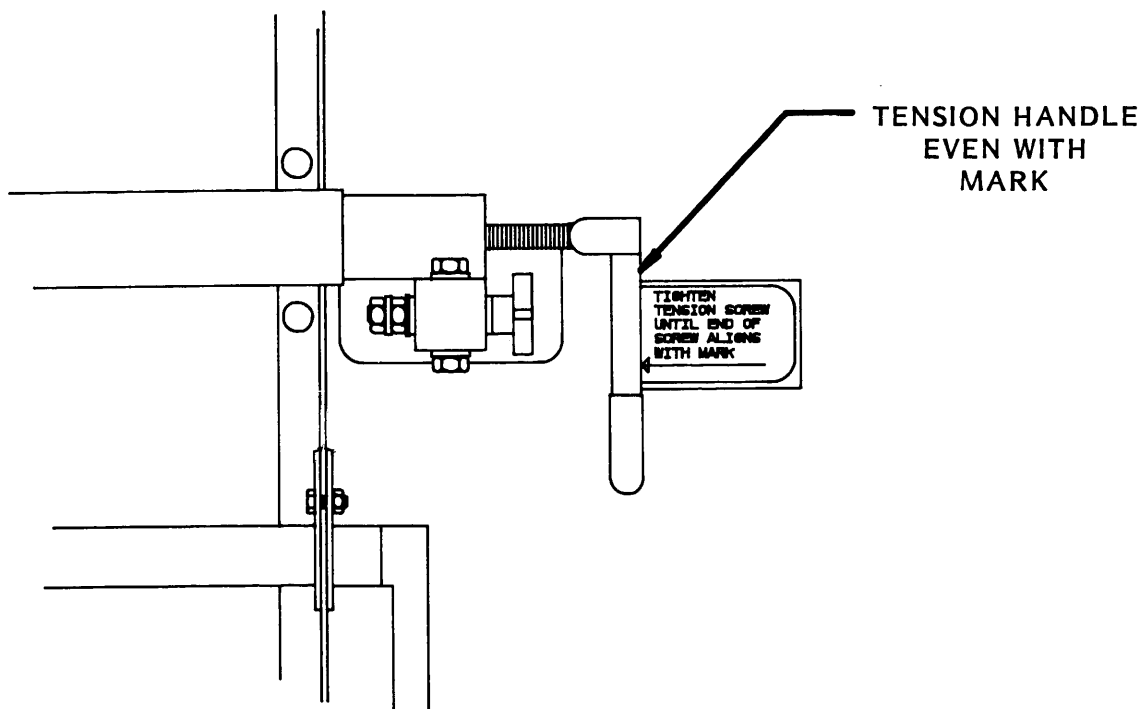 TENSION HANDLE
EVEN WITH
MARK
TIGHTEN
TENSION SCREW
UNTIL END OF
SCREW ALIGNS
WITH MARK